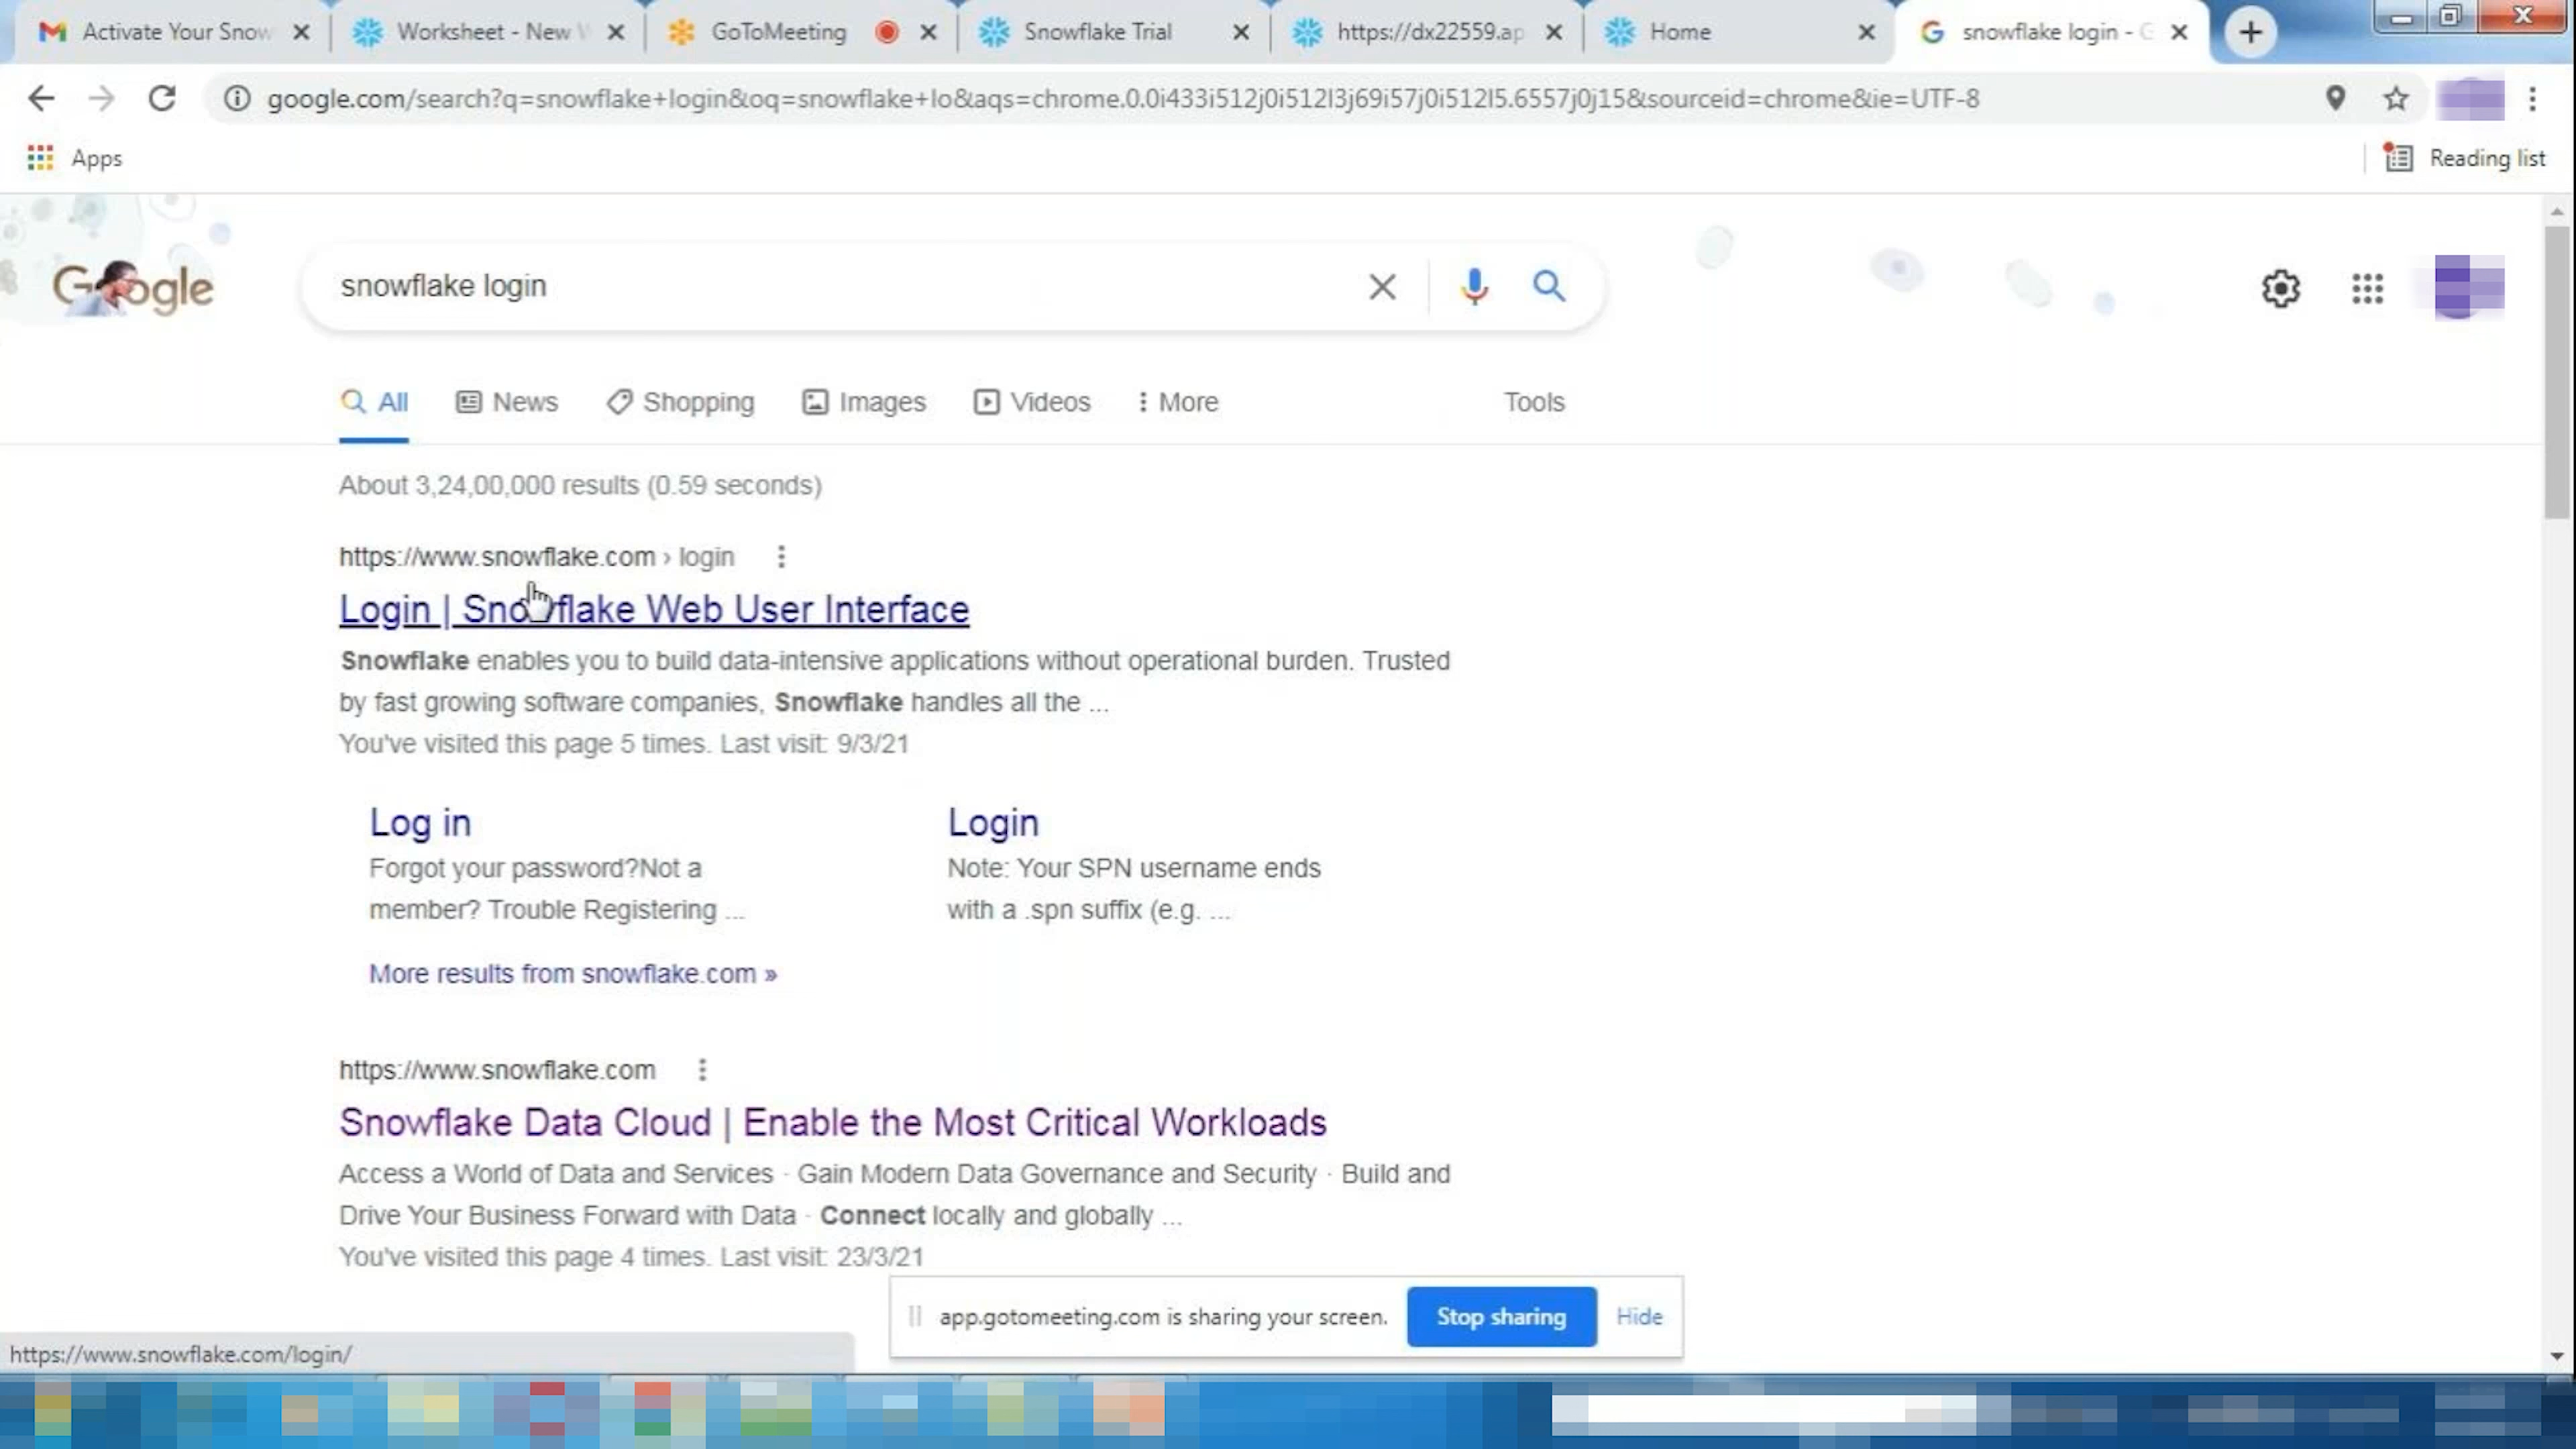 Activate Your Snow
Worksheet - New W
GoToMeeting
Snowflake Trial
https://dx22559.ap
Home
snowflake login - G
google.com/search?q=snowflake+login&oq=snowflake+lo&aqs=chrome.0.0i433i512j0i512l3j69i57j0i512l5.6557j0j15&sourceid=chrome&ie=UTF-8
Apps
Reading list
Google
snowflake login
All
News
Shopping
Images
Videos
More
Tools
About 3,24,00,000 results (0.59 seconds)
https://www.snowflake.com › login
Login | Snowflake Web User Interface
Snowflake enables you to build data-intensive applications without operational burden. Trusted
by fast growing software companies, Snowflake handles all the ...
You've visited this page 5 times. Last visit: 9/3/21
Log in
Forgot your password?Not a
member? Trouble Registering ...
Login
Note: Your SPN username ends
with a .spn suffix (e.g. ...
More results from snowflake.com »
https://www.snowflake.com
Snowflake Data Cloud | Enable the Most Critical Workloads
Access a World of Data and Services · Gain Modern Data Governance and Security · Build and
Drive Your Business Forward with Data · Connect locally and globally ...
You've visited this page 4 times. Last visit: 23/3/21
app.gotomeeting.com is sharing your screen.
Stop sharing
Hide
https://www.snowflake.com/login/